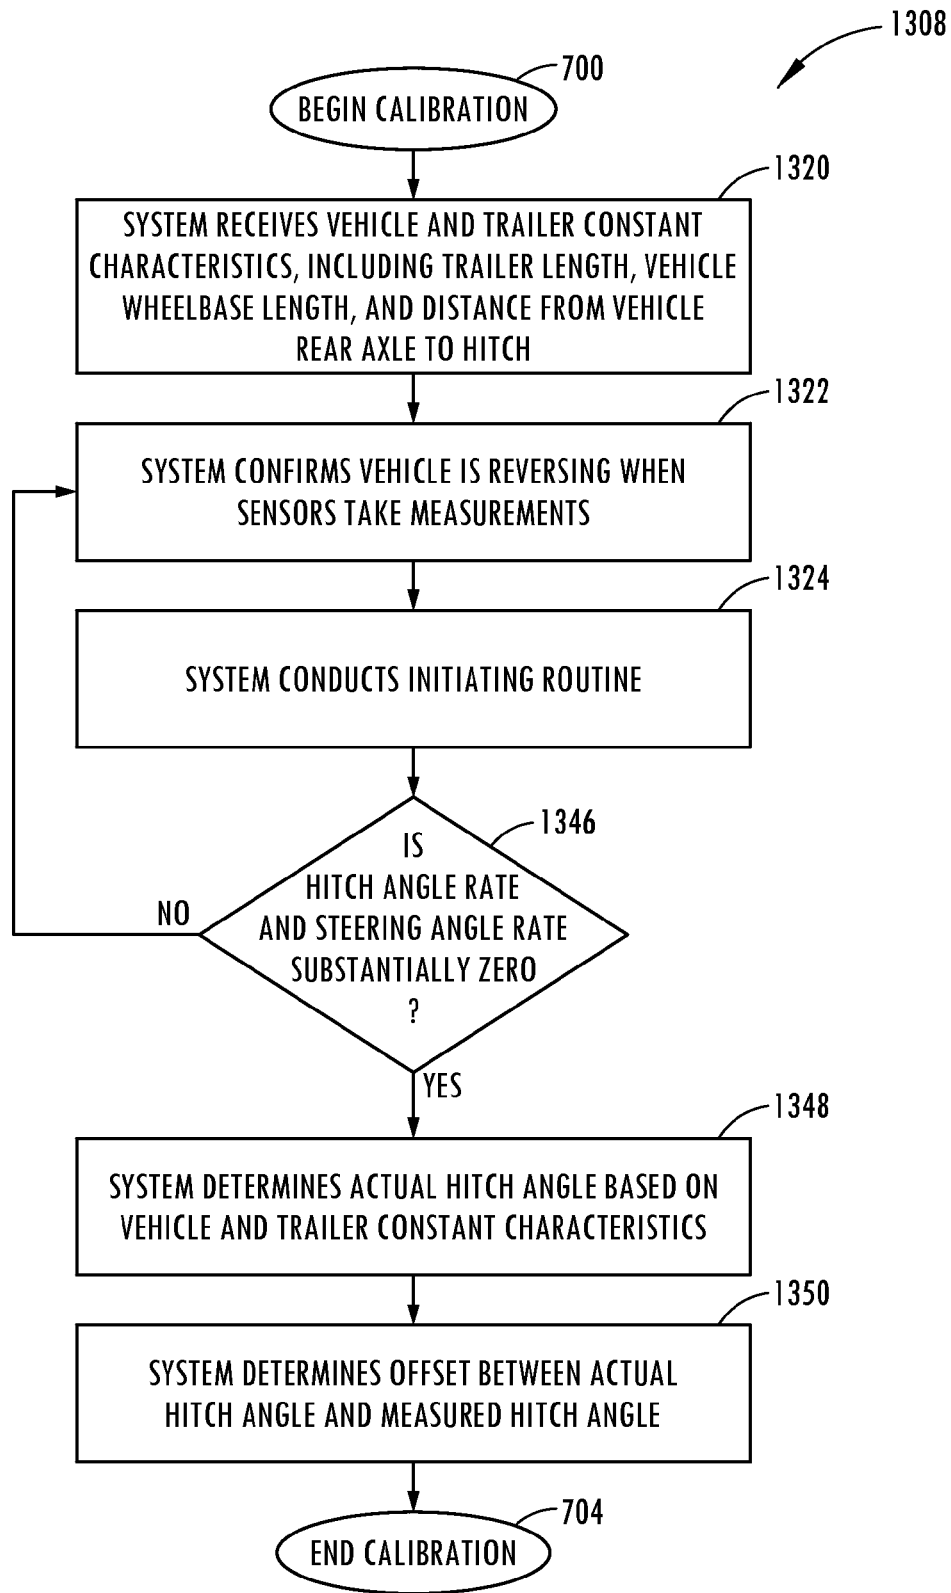 1308
700
BEGIN CALIBRATION
1320
SYSTEM RECEIVES VEHICLE AND TRAILER CONSTANT
CHARACTERISTICS, INCLUDING TRAILER LENGTH, VEHICLE
WHEELBASE LENGTH, AND DISTANCE FROM VEHICLE
REAR AXLE TO HITCH
1322
SYSTEM CONFIRMS VEHICLE IS REVERSING WHEN
SENSORS TAKE MEASUREMENTS
1324
SYSTEM CONDUCTS INITIATING ROUTINE
1346
IS
HITCH ANGLE RATE
AND STEERING ANGLE RATE
SUBSTANTIALLY ZERO
?
NO
YES
1348
SYSTEM DETERMINES ACTUAL HITCH ANGLE BASED ON
VEHICLE AND TRAILER CONSTANT CHARACTERISTICS
1350
SYSTEM DETERMINES OFFSET BETWEEN ACTUAL
HITCH ANGLE AND MEASURED HITCH ANGLE
704
END CALIBRATION